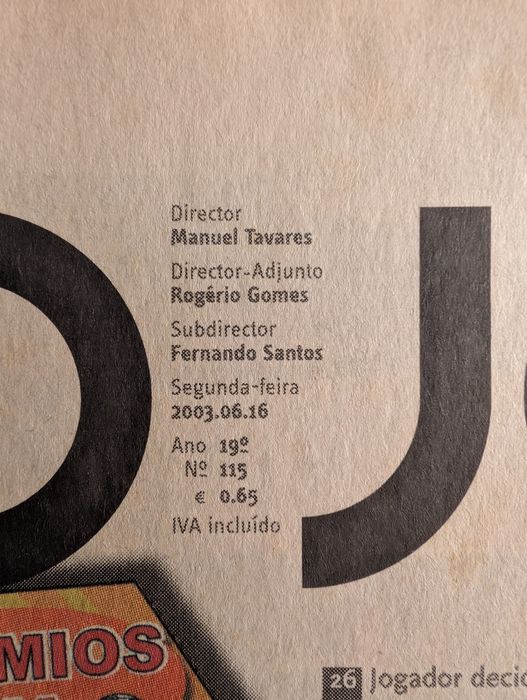 O J
Director
Manuel Tavares
Director-Adjunto
Rogério Gomes
Subdirector
Fernando Santos
Segunda-feira
2003.06.16
Ano 19º
Nº 115
€ 0.65
IVA incluído
MIOS
26 Jogador decid